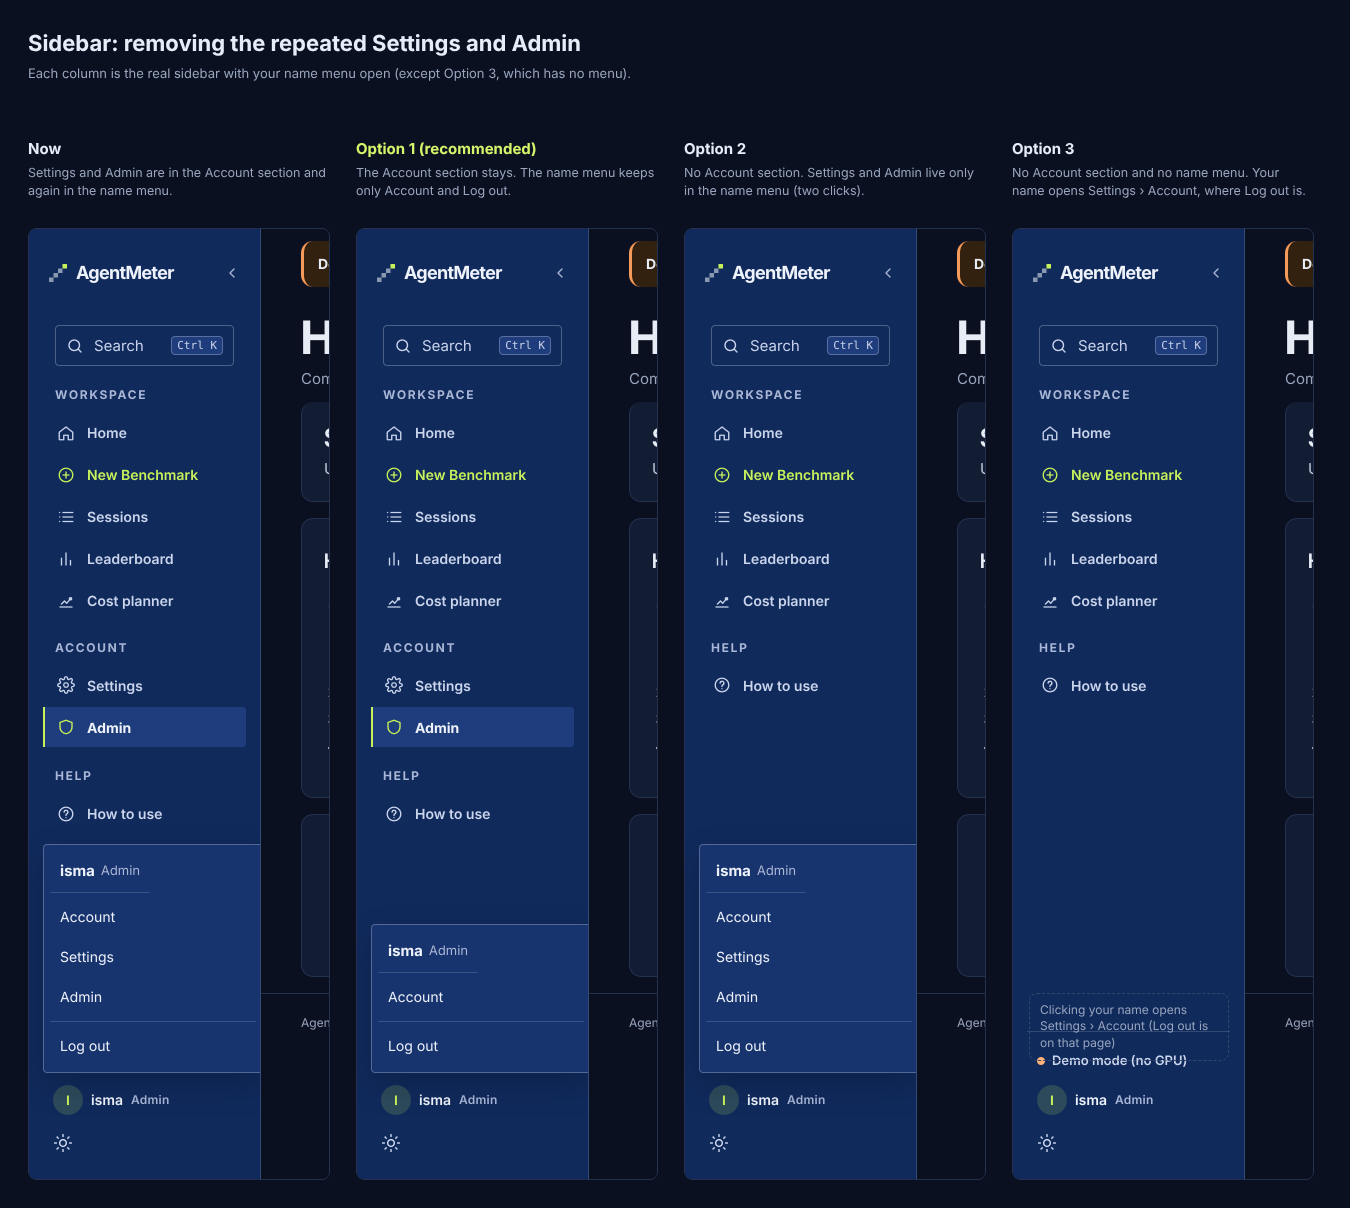 Sidebar: removing the repeated Settings and Admin
Each column is the real sidebar with your name menu open (except Option 3, which has no menu).
Now
Settings and Admin are in the Account section and
again in the name menu.
AgentMeter
Search Ctrl K
WORKSPACE
Home
New Benchmark
Sessions
Leaderboard
Cost planner
ACCOUNT
Settings
Admin
HELP
How to use
isma Admin
Account
Settings
Admin
Log out
I isma Admin
D
H
Com
Agen
Option 1 (recommended)
The Account section stays. The name menu keeps
only Account and Log out.
AgentMeter
Search Ctrl K
WORKSPACE
Home
New Benchmark
Sessions
Leaderboard
Cost planner
ACCOUNT
Settings
Admin
HELP
How to use
isma Admin
Account
Log out
I isma Admin
D
H
Com
Agen
Option 2
No Account section. Settings and Admin live only
in the name menu (two clicks).
AgentMeter
Search Ctrl K
WORKSPACE
Home
New Benchmark
Sessions
Leaderboard
Cost planner
HELP
How to use
isma Admin
Account
Settings
Admin
Log out
I isma Admin
D
H
Com
Agen
Option 3
No Account section and no name menu. Your
name opens Settings › Account, where Log out is.
AgentMeter
Search Ctrl K
WORKSPACE
Home
New Benchmark
Sessions
Leaderboard
Cost planner
HELP
How to use
Clicking your name opens
Settings › Account (Log out is
on that page)
Demo mode (no GPU)
I isma Admin
D
H
Com
Agen